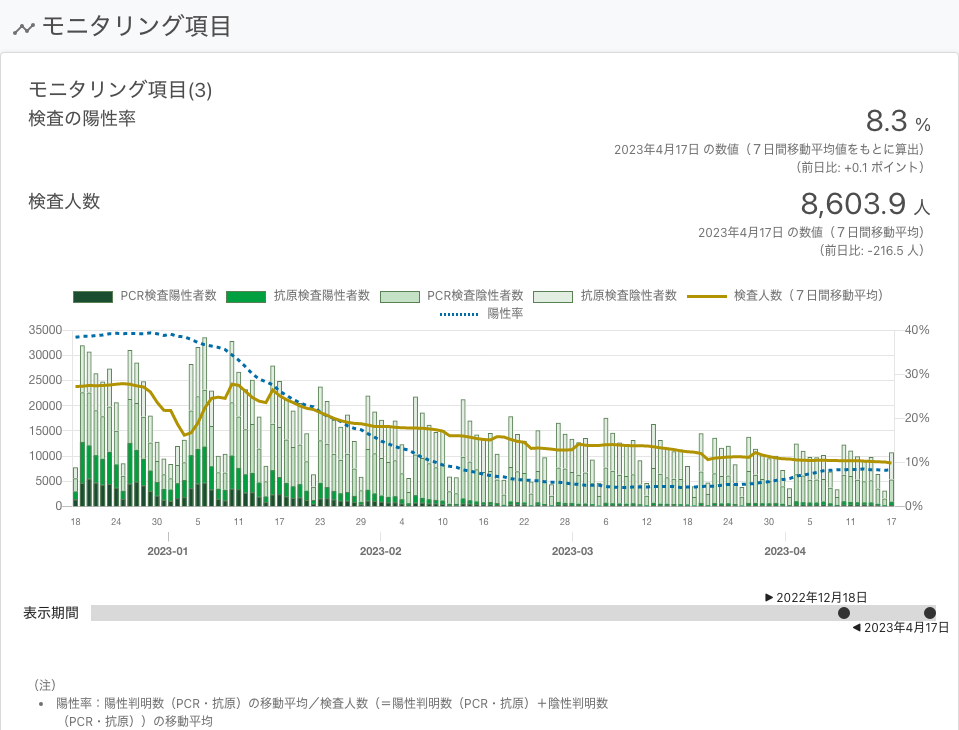 モニタリング項目
モニタリング項目(3)
検査の陽性率
8.3 %
2023年4月17日 の数値（７日間移動平均値をもとに算出）
（前日比: +0.1 ポイント）
検査人数
8,603.9 人
2023年4月17日 の数値（７日間移動平均）
（前日比: -216.5 人）
PCR検査陽性者数 抗原検査陽性者数 PCR検査陰性者数 抗原検査陰性者数 検査人数（７日間移動平均）
陽性率
35000 40%
30000
25000 30%
20000
15000 20%
10000 10%
5000
0 0%
18 24 30 5 11 17 23 29 4 10 16 22 28 6 12 18 24 30 5 11 17
2023-01 2023-02 2023-03 2023-04
►2022年12月18日
表示期間
◄2023年4月17日
（注）
• 陽性率：陽性判明数（PCR・抗原）の移動平均／検査人数（＝陽性判明数（PCR・抗原）＋陰性判明数
（PCR・抗原））の移動平均